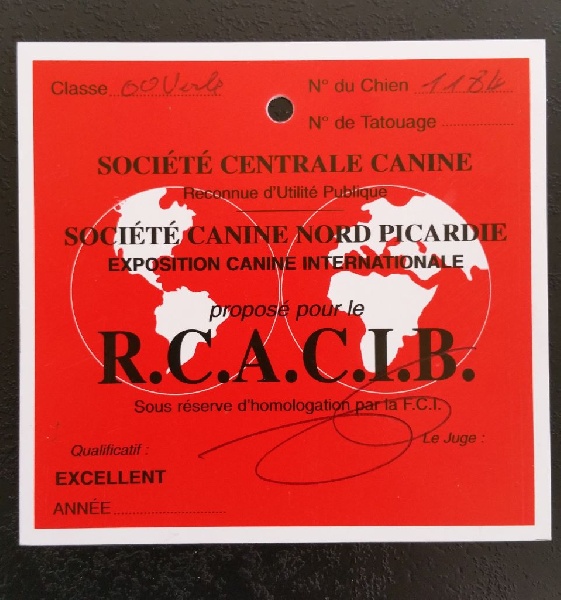 Classe ouverte N° du Chien 1184
N° de Tatouage
SOCIÉTÉ CENTRALE CANINE
Reconnue d'Utilité Publique
SOCIÉTÉ CANINE NORD PICARDIE
EXPOSITION CANINE INTERNATIONALE
proposé pour le
R.C.A.C.I.B.
Sous réserve d'homologation par la F.C.I.
Le Juge :
Qualificatif :
EXCELLENT
ANNÉE